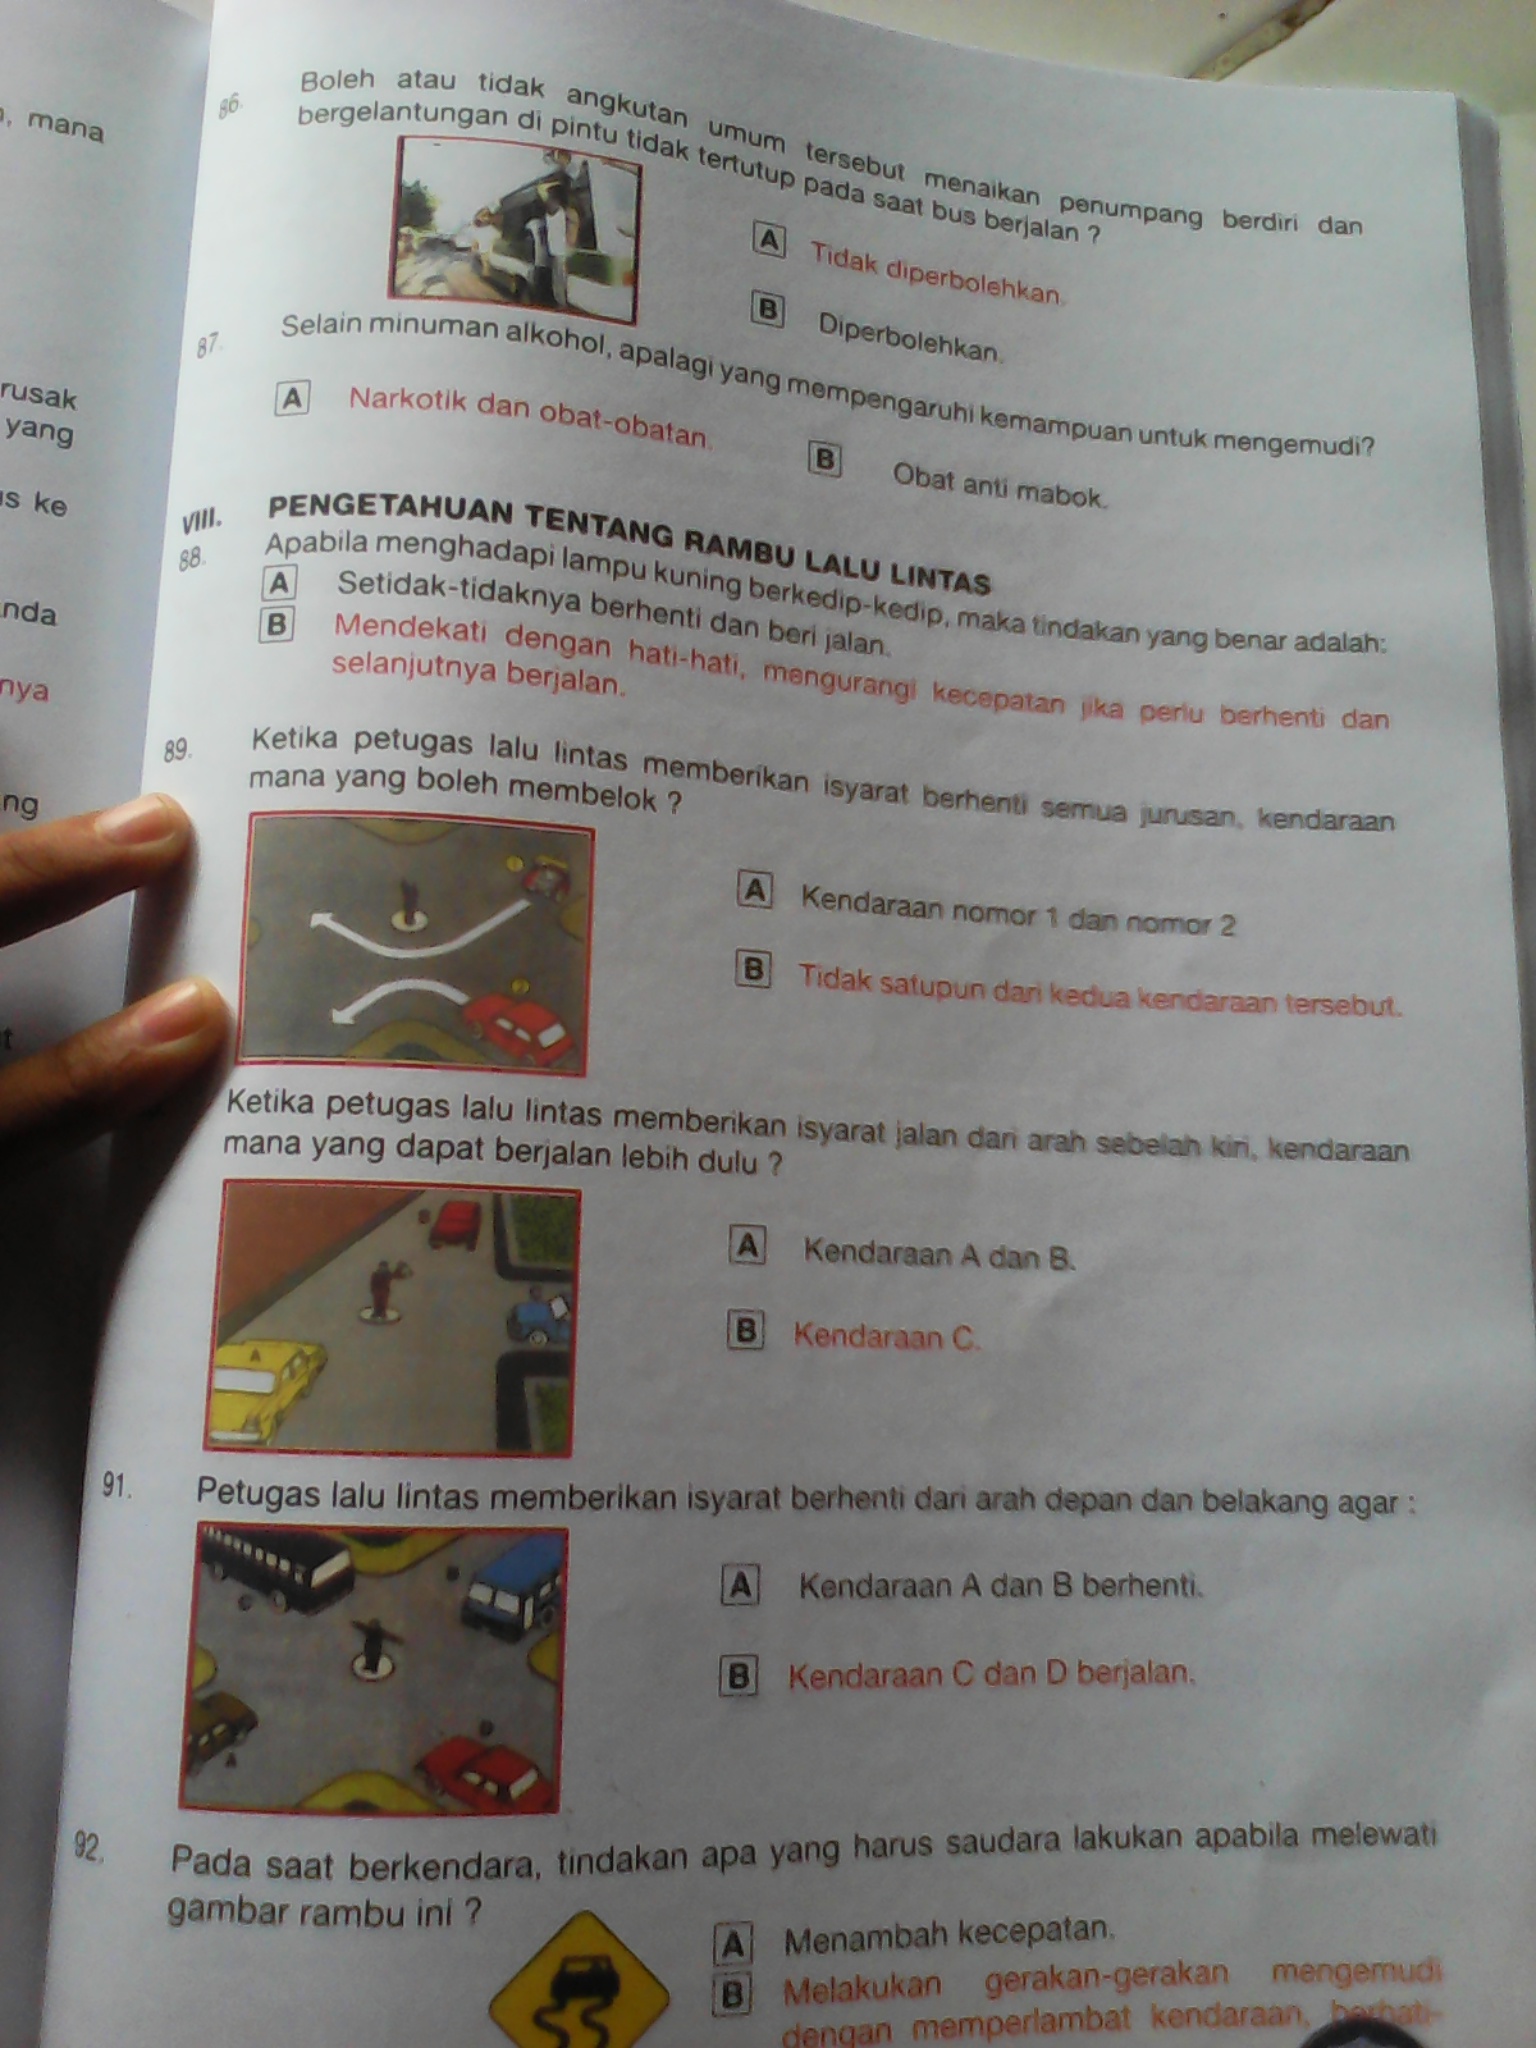 , mana
rusak
yang
us ke
nda
nya
ng
86. Boleh atau tidak angkutan umum tersebut menaikan penumpang berdiri dan
bergelantungan di pintu tidak tertutup pada saat bus berjalan ?
A Tidak diperbolehkan.
B Diperbolehkan.
87. Selain minuman alkohol, apalagi yang mempengaruhi kemampuan untuk mengemudi?
A Narkotik dan obat-obatan.
B Obat anti mabok.
VIII. PENGETAHUAN TENTANG RAMBU LALU LINTAS
88. Apabila menghadapi lampu kuning berkedip-kedip, maka tindakan yang benar adalah:
A Setidak-tidaknya berhenti dan beri jalan.
B Mendekati dengan hati-hati, mengurangi kecepatan jika perlu berhenti dan
selanjutnya berjalan.
89. Ketika petugas lalu lintas memberikan isyarat berhenti semua jurusan, kendaraan
mana yang boleh membelok ?
1
2
A Kendaraan nomor 1 dan nomor 2
B Tidak satupun dari kedua kendaraan tersebut.
Ketika petugas lalu lintas memberikan isyarat jalan dari arah sebelah kiri, kendaraan
mana yang dapat berjalan lebih dulu ?
B
A
A Kendaraan A dan B.
B Kendaraan C.
91. Petugas lalu lintas memberikan isyarat berhenti dari arah depan dan belakang agar :
B
C
D
A
A Kendaraan A dan B berhenti.
B Kendaraan C dan D berjalan.
92. Pada saat berkendara, tindakan apa yang harus saudara lakukan apabila melewati
gambar rambu ini ?
A Menambah kecepatan.
B Melakukan gerakan-gerakan mengemudi
dengan memperlambat kendaraan, berhati-